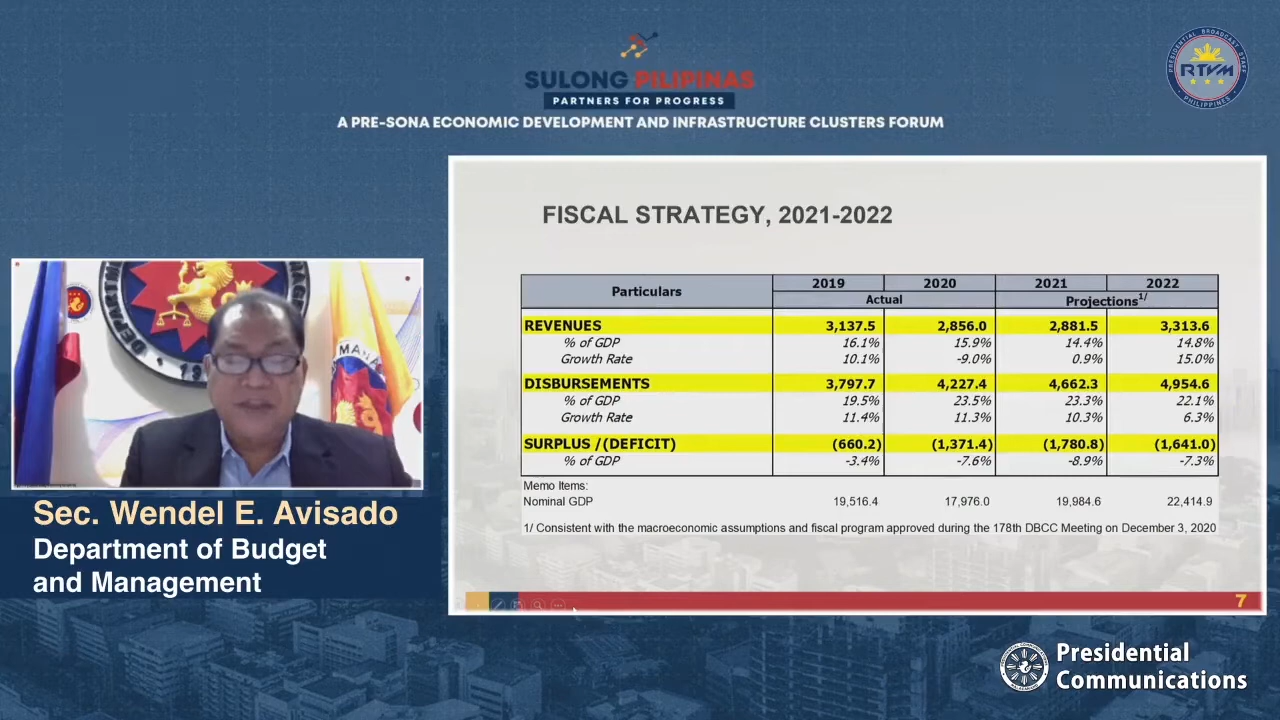 SULONG PILIPINAS
PARTNERS FOR PROGRESS
A PRE-SONA ECONOMIC DEVELOPMENT AND INFRASTRUCTURE CLUSTERS FORUM
PRESIDENTIAL BROADCAST STAFF
RTVM
PHILIPPINES
FISCAL STRATEGY, 2021-2022
Particulars 2019 2020 2021 2022
Actual Projections1/
REVENUES 3,137.5 2,856.0 2,881.5 3,313.6
% of GDP 16.1% 15.9% 14.4% 14.8%
Growth Rate 10.1% -9.0% 0.9% 15.0%
DISBURSEMENTS 3,797.7 4,227.4 4,662.3 4,954.6
% of GDP 19.5% 23.5% 23.3% 22.1%
Growth Rate 11.4% 11.3% 10.3% 6.3%
SURPLUS /(DEFICIT) (660.2) (1,371.4) (1,780.8) (1,641.0)
% of GDP -3.4% -7.6% -8.9% -7.3%
Memo Items:
Nominal GDP 19,516.4 17,976.0 19,984.6 22,414.9
1/ Consistent with the macroeconomic assumptions and fiscal program approved during the 178th DBCC Meeting on December 3, 2020
7
Sec. Wendel E. Avisado
Department of Budget
and Management
Presidential
Communications